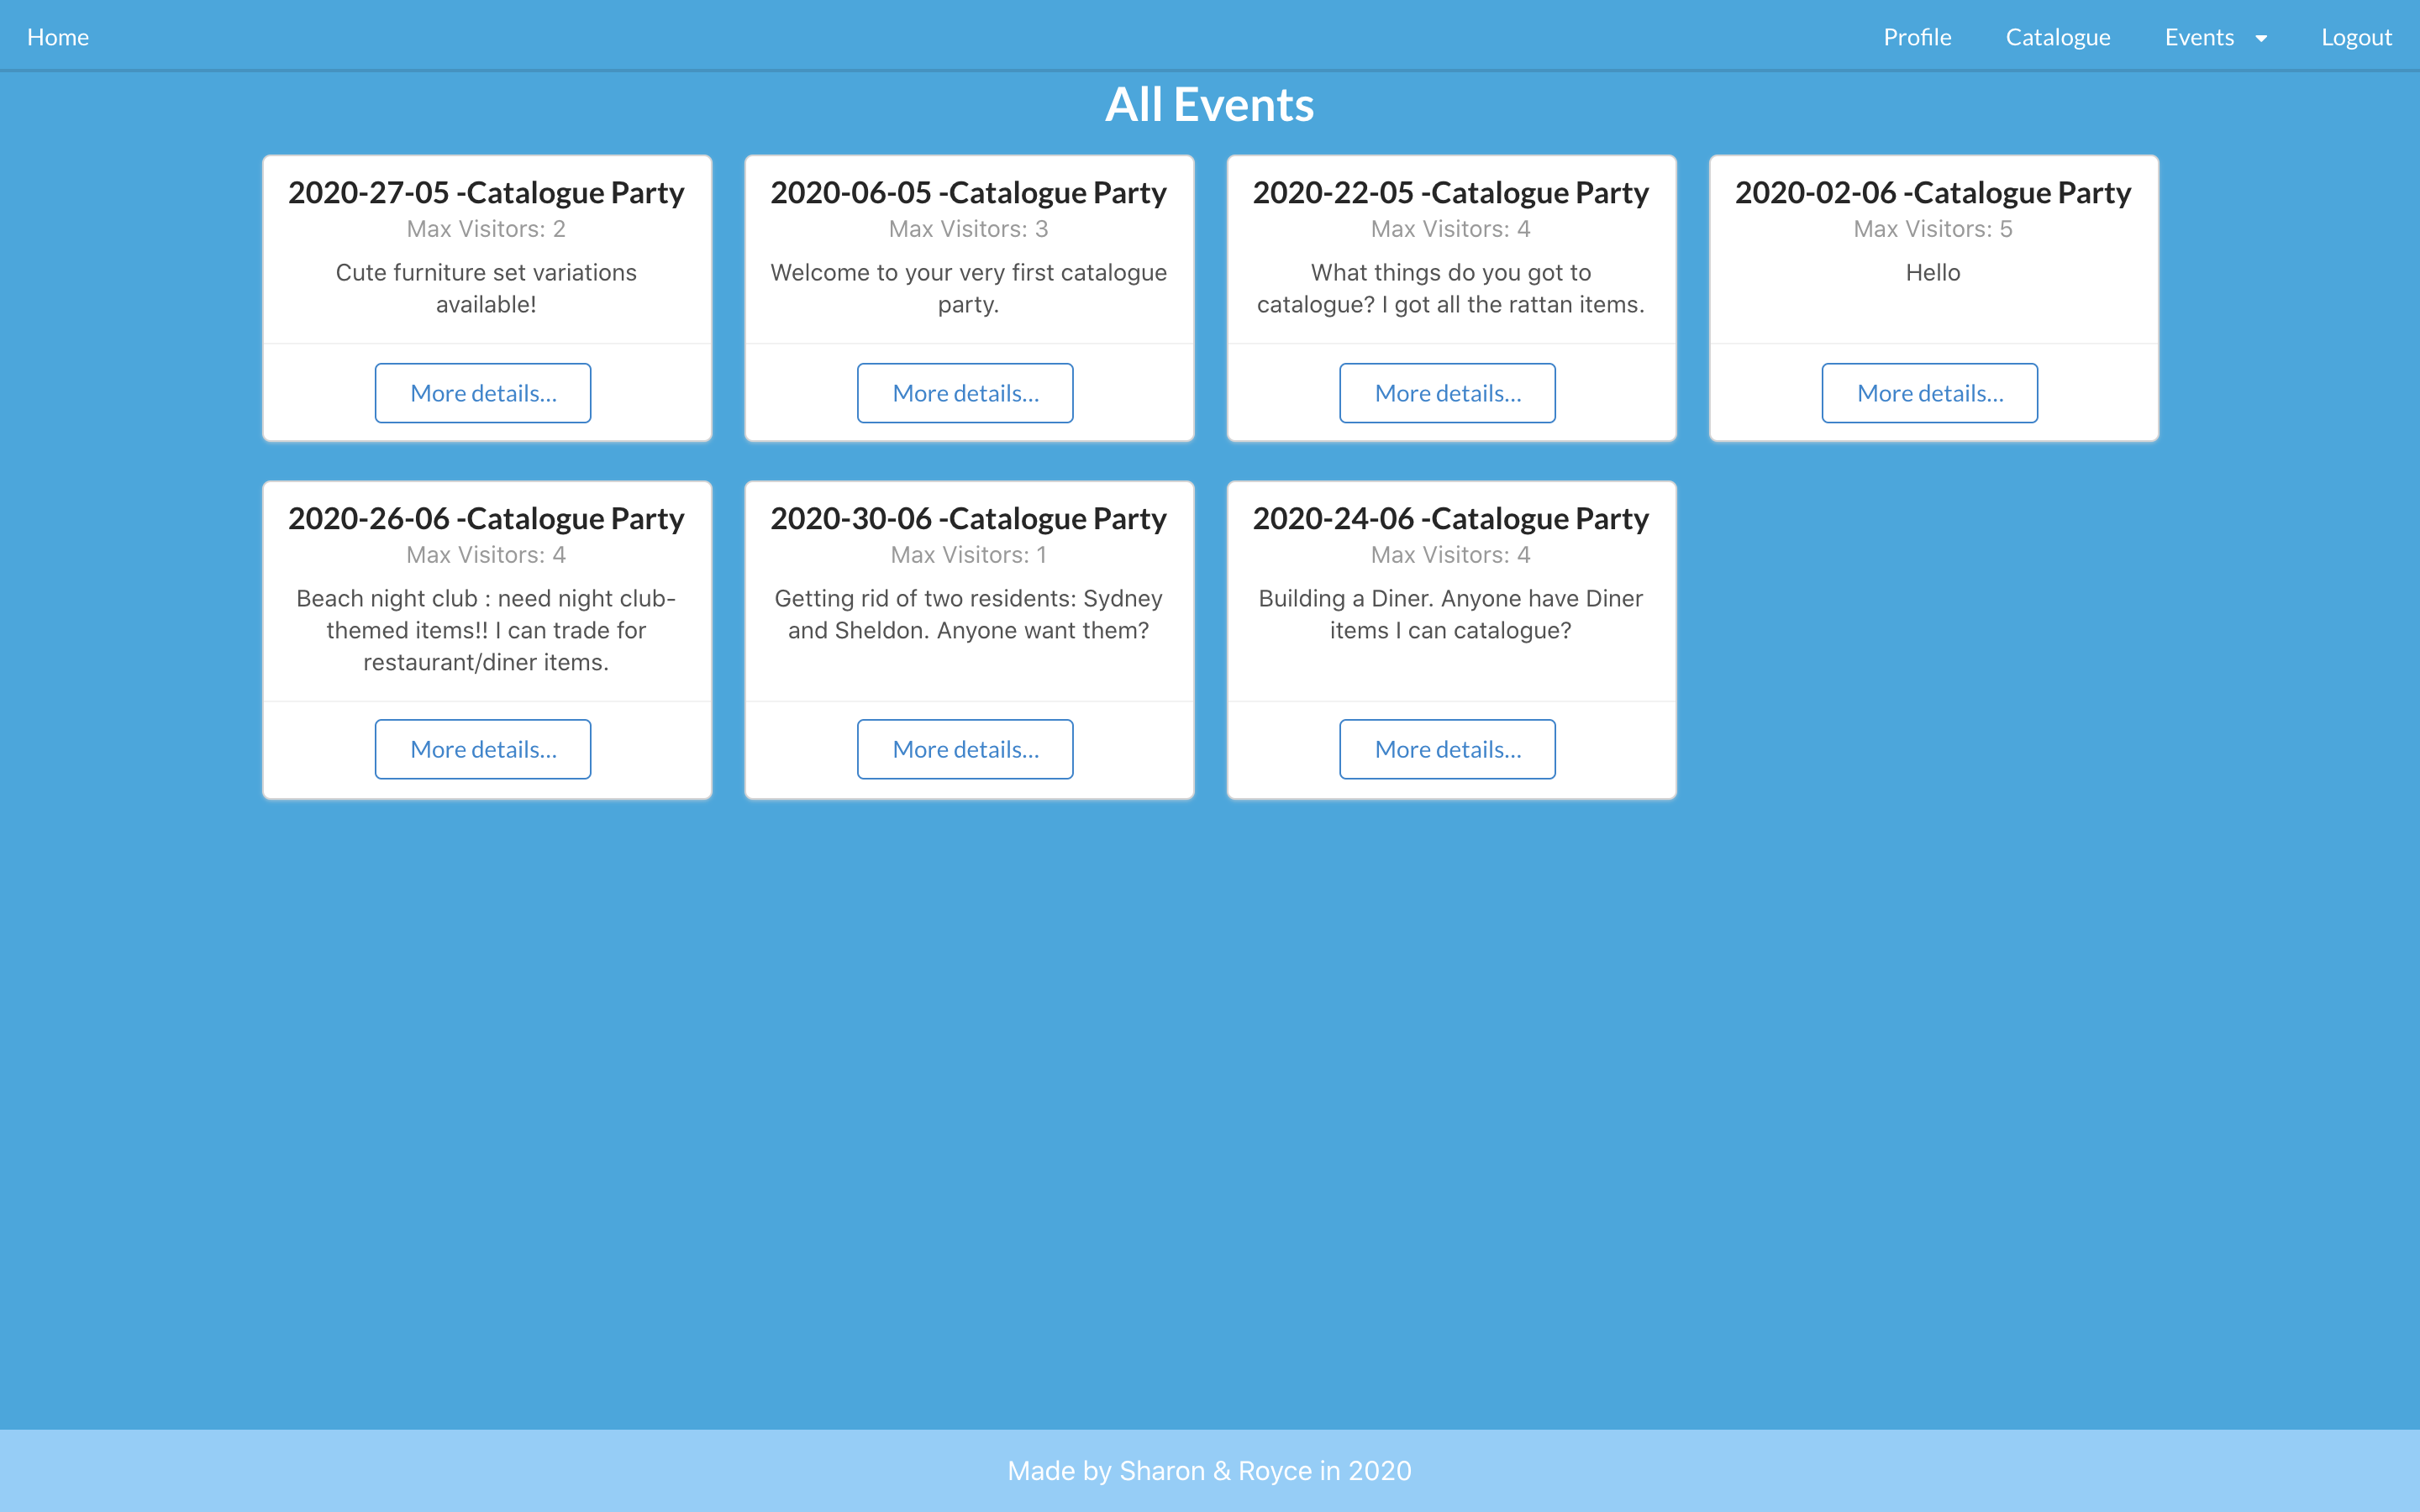 Home
Profile
Catalogue
Events
Logout
All Events
2020-27-05 -Catalogue Party
Max Visitors: 2
Cute furniture set variations
available!
More details...
2020-06-05 -Catalogue Party
Max Visitors: 3
Welcome to your very first catalogue
party.
More details...
2020-22-05 -Catalogue Party
Max Visitors: 4
What things do you got to
catalogue? I got all the rattan items.
More details...
2020-02-06 -Catalogue Party
Max Visitors: 5
Hello
More details...
2020-26-06 -Catalogue Party
Max Visitors: 4
Beach night club : need night club-
themed items!! I can trade for
restaurant/diner items.
More details...
2020-30-06 -Catalogue Party
Max Visitors: 1
Getting rid of two residents: Sydney
and Sheldon. Anyone want them?
More details...
2020-24-06 -Catalogue Party
Max Visitors: 4
Building a Diner. Anyone have Diner
items I can catalogue?
More details...
Made by Sharon & Royce in 2020